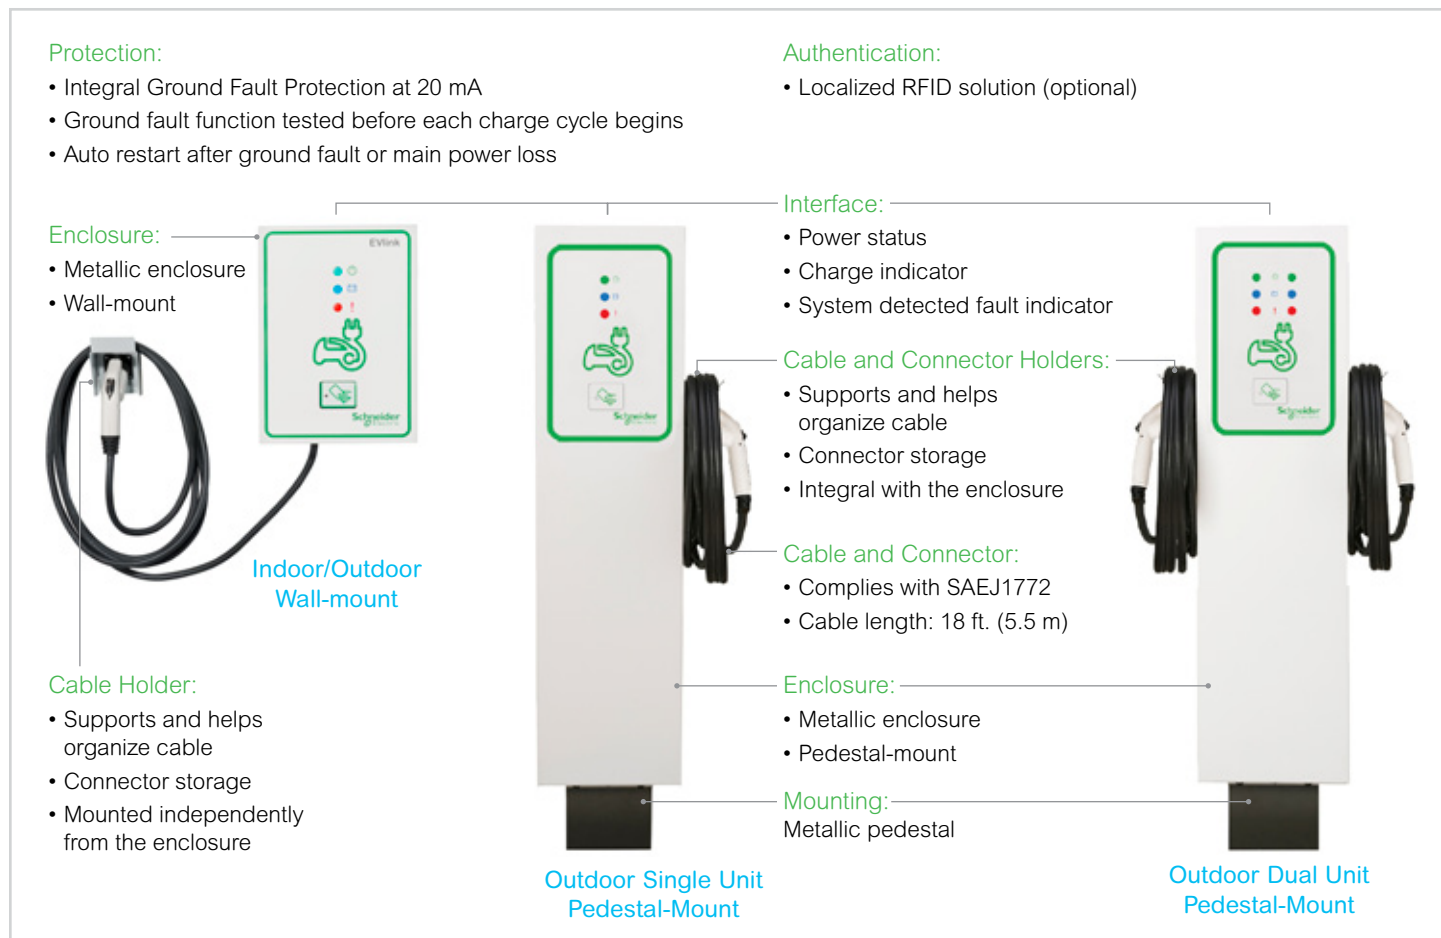 Protection:
• Integral Ground Fault Protection at 20 mA
• Ground fault function tested before each charge cycle begins
• Auto restart after ground fault or main power loss
Authentication:
• Localized RFID solution (optional)
Enclosure:
• Metallic enclosure
• Wall-mount
EVlink
Schneider
Electric
Indoor/Outdoor
Wall-mount
Cable Holder:
• Supports and helps
organize cable
• Connector storage
• Mounted independently
from the enclosure
Schneider
Electric
Outdoor Single Unit
Pedestal-Mount
Interface:
• Power status
• Charge indicator
• System detected fault indicator
Cable and Connector Holders:
• Supports and helps
organize cable
• Connector storage
• Integral with the enclosure
Cable and Connector:
• Complies with SAEJ1772
• Cable length: 18 ft. (5.5 m)
Enclosure:
• Metallic enclosure
• Pedestal-mount
Mounting:
Metallic pedestal
Schneider
Electric
Outdoor Dual Unit
Pedestal-Mount